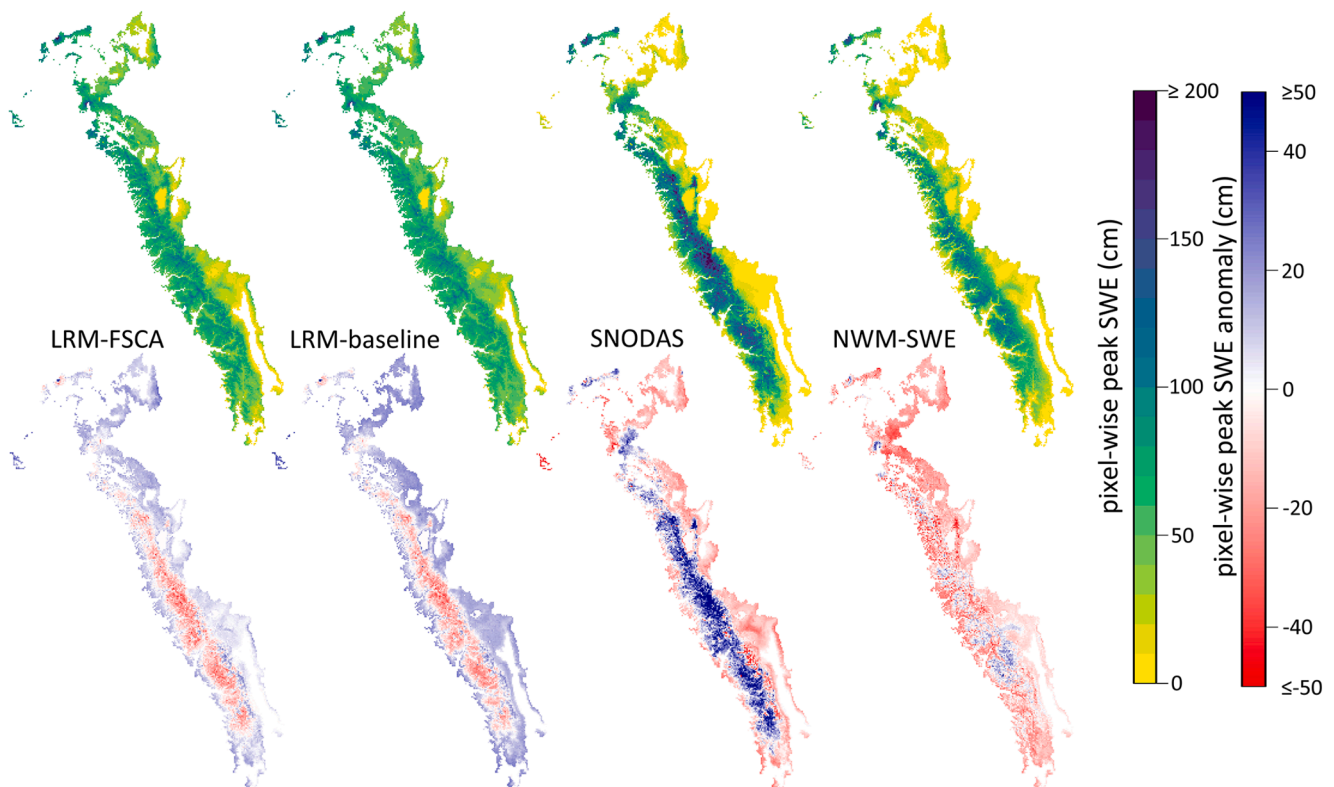 LRM-FSCA
LRM-baseline
SNODAS
NWM-SWE
pixel-wise peak SWE (cm)
≥ 200
150
100
50
0
pixel-wise peak SWE anomaly (cm)
≥50
40
20
0
-20
-40
≤-50